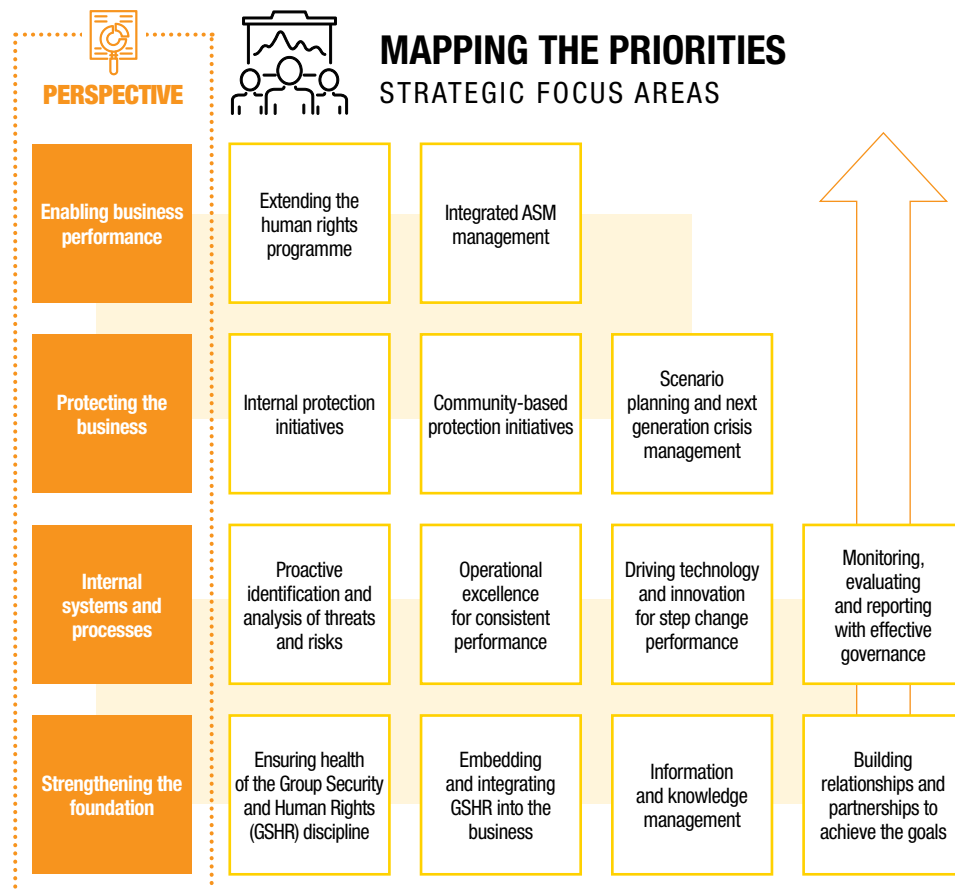 PERSPECTIVE
MAPPING THE PRIORITIES
STRATEGIC FOCUS AREAS
Enabling business
performance
Extending the
human rights
programme
Integrated ASM
management
Protecting the
business
Internal protection
initiatives
Community-based
protection initiatives
Scenario
planning and next
generation crisis
management
Internal
systems and
processes
Proactive
identification and
analysis of threats
and risks
Operational
excellence
for consistent
performance
Driving technology
and innovation
for step change
performance
Monitoring,
evaluating
and reporting
with effective
governance
Strengthening the
foundation
Ensuring health
of the Group Security
and Human Rights
(GSHR) discipline
Embedding
and integrating
GSHR into the
business
Information
and knowledge
management
Building
relationships and
partnerships to
achieve the goals